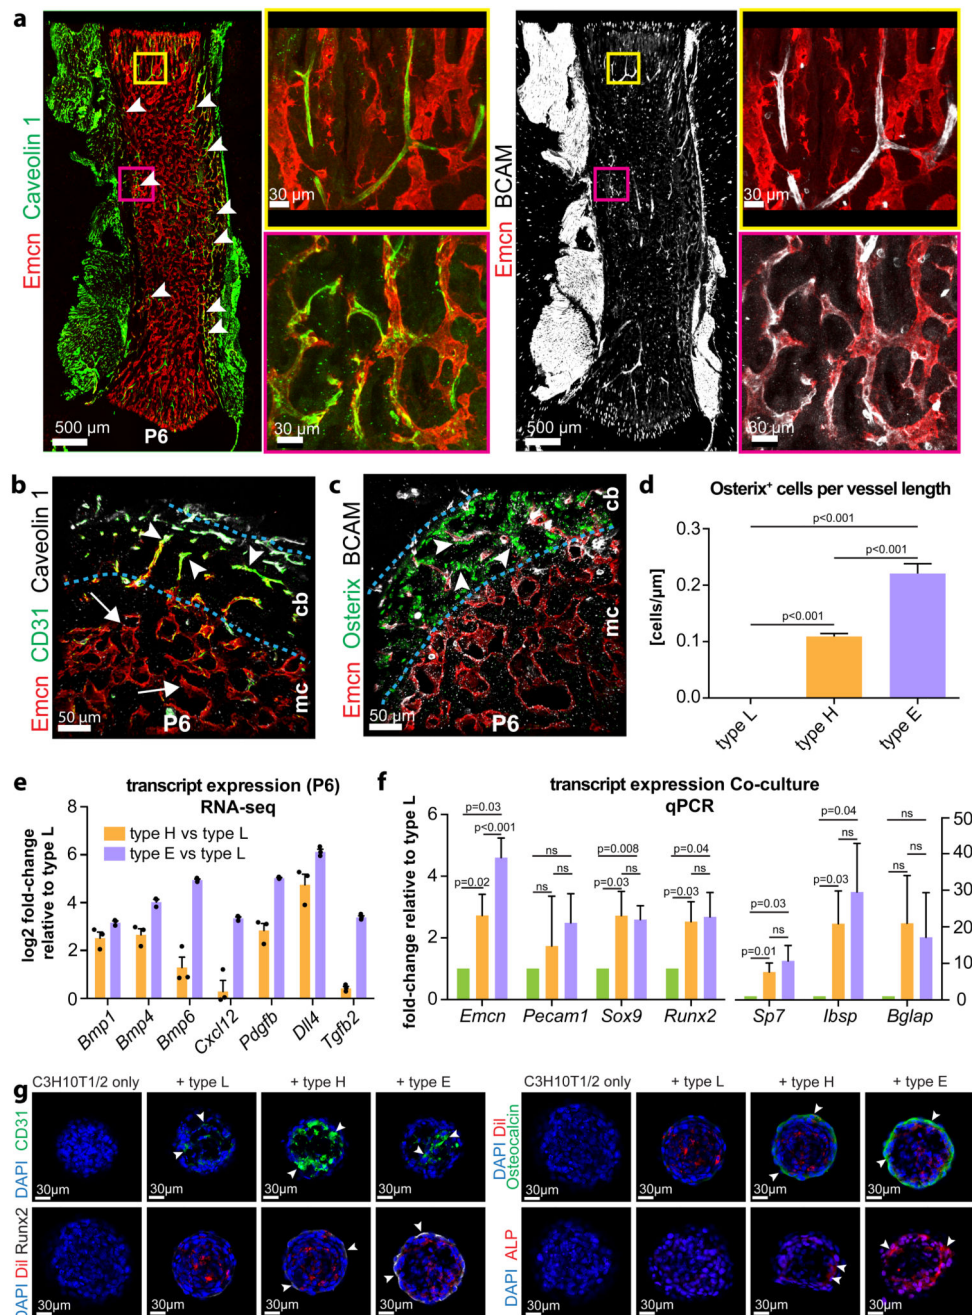 a
Emcn Caveolin 1
500 µm
P6
30 µm
30 µm
Emcn BCAM
500 µm
30 µm
30 µm
b
Emcn CD31 Caveolin 1
cb
mc
50 µm
P6
c
Emcn Osterix BCAM
cb
mc
50 µm
P6
d
Osterix⁺ cells per vessel length
[cells/µm]
0.3
0.2
0.1
0.0
p<0.001
p<0.001
p<0.001
type L
type H
type E
e
transcript expression (P6)
RNA-seq
log2 fold-change
relative to type L
8
6
4
2
0
type H vs type L
type E vs type L
Bmp1
Bmp4
Bmp6
Cxcl12
Pdgfb
Dll4
Tgfb2
f
transcript expression Co-culture
qPCR
fold-change relative to type L
6
4
2
0
p=0.03
p<0.001
p=0.02
ns
ns
ns
p=0.008
ns
p=0.03
p=0.04
ns
p=0.03
p=0.03
ns
p=0.01
p=0.04
ns
p=0.03
ns
ns
ns
50
40
30
20
10
0
Emcn
Pecam1
Sox9
Runx2
Sp7
Ibsp
Bglap
g
C3H10T1/2 only
+ type L
+ type H
+ type E
DAPI CD31
30µm
30µm
30µm
30µm
DAPI DiI Runx2
30µm
30µm
30µm
30µm
C3H10T1/2 only
+ type L
+ type H
+ type E
DAPI DiI
Osteocalcin
30µm
30µm
30µm
30µm
DAPI ALP
30µm
30µm
30µm
30µm